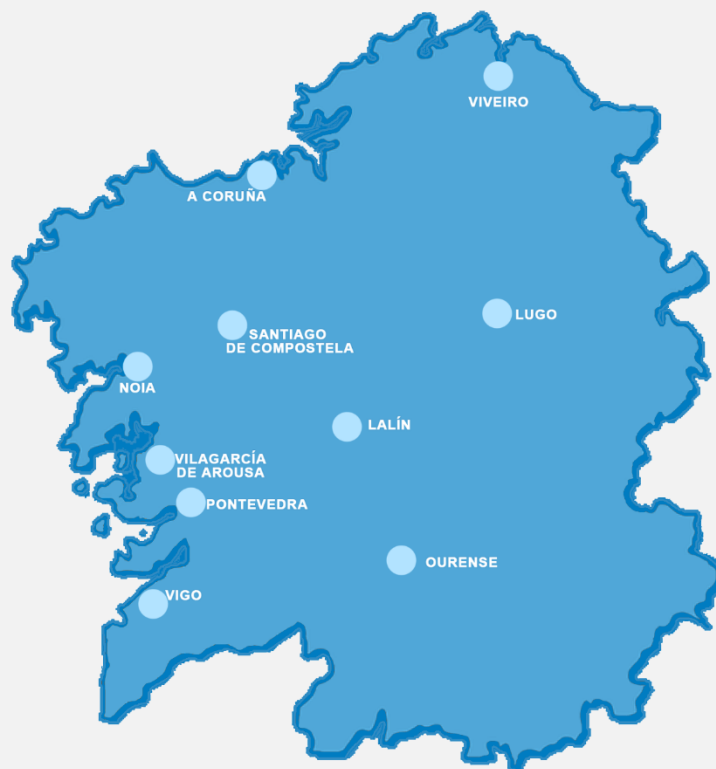 VIVEIRO
A CORUÑA
LUGO
SANTIAGO
DE COMPOSTELA
NOIA
LALÍN
VILAGARCÍA
DE AROUSA
PONTEVEDRA
OURENSE
VIGO